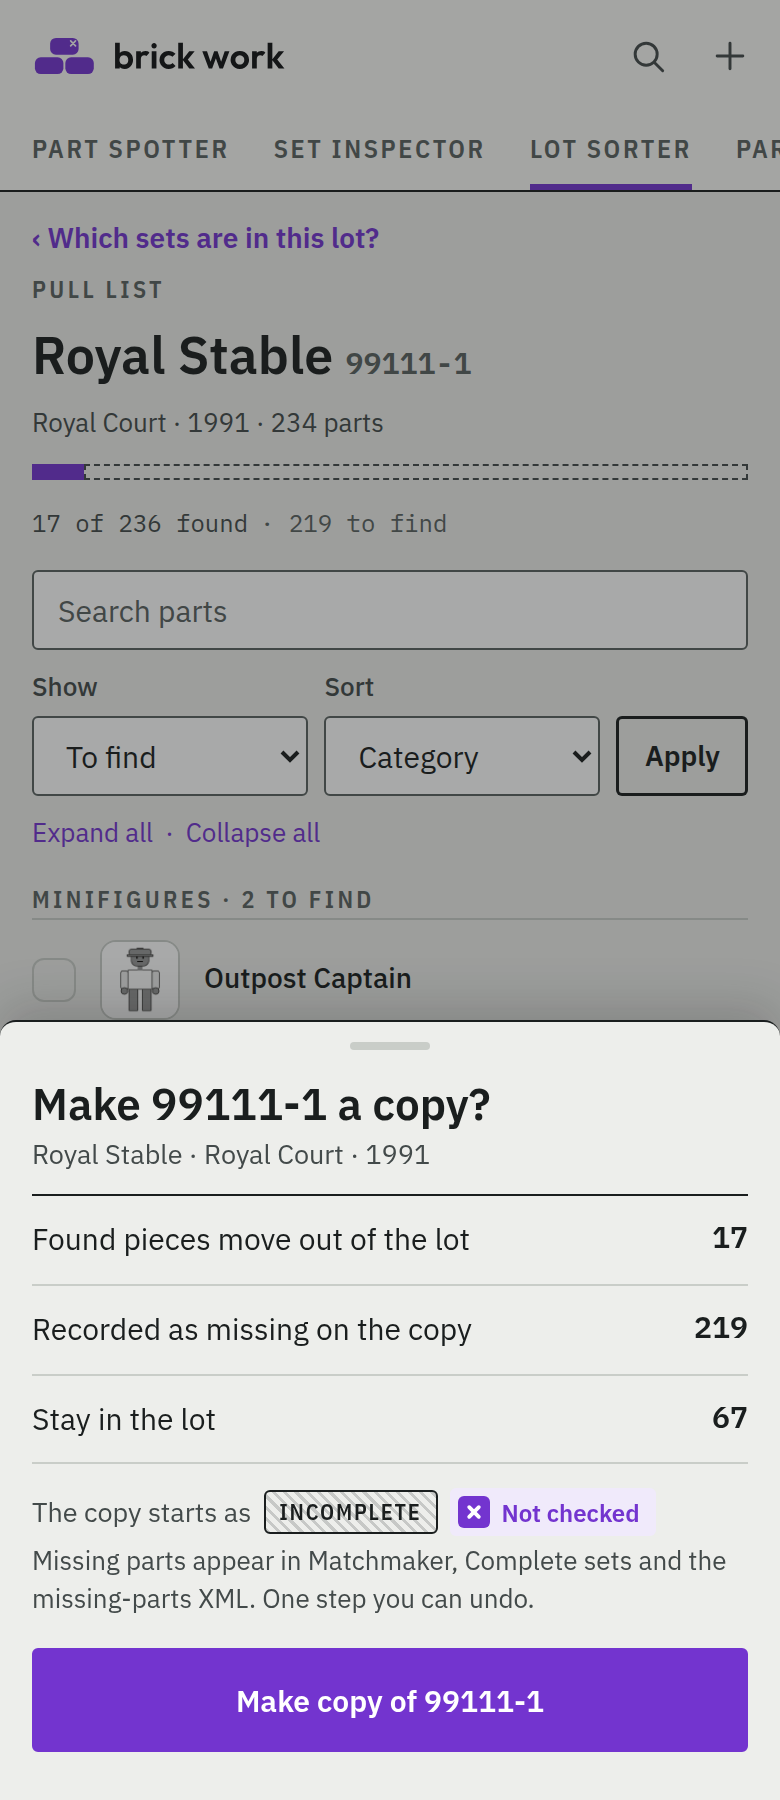 brick work
PART SPOTTER SET INSPECTOR LOT SORTER PAR
‹ Which sets are in this lot?
PULL LIST
Royal Stable 99111-1
Royal Court · 1991 · 234 parts
17 of 236 found · 219 to find
Search parts
Show Sort
To find Category Apply
Expand all · Collapse all
MINIFIGURES · 2 TO FIND
Outpost Captain
Make 99111-1 a copy?
Royal Stable · Royal Court · 1991
Found pieces move out of the lot 17
Recorded as missing on the copy 219
Stay in the lot 67
The copy starts as INCOMPLETE Not checked
Missing parts appear in Matchmaker, Complete sets and the
missing-parts XML. One step you can undo.
Make copy of 99111-1